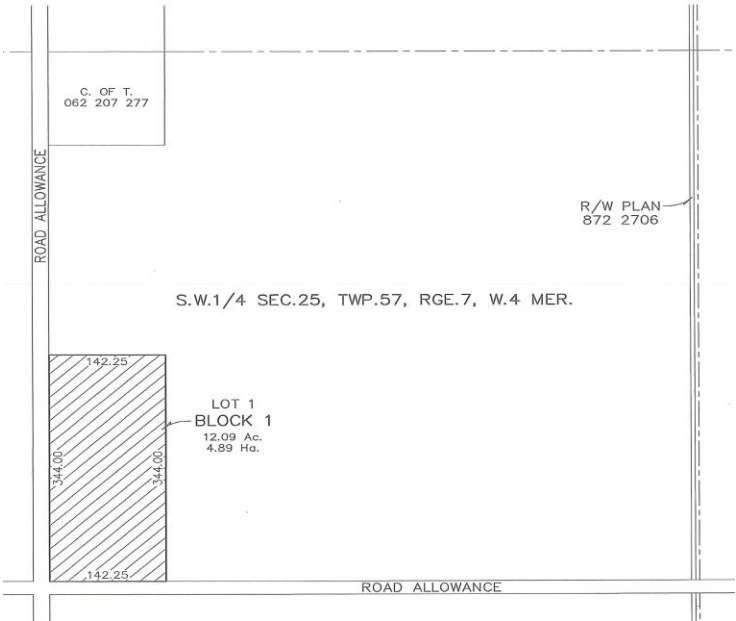 C. OF T.
062 207 277
ROAD ALLOWANCE
R/W PLAN
872 2706
S.W.1/4 SEC.25, TWP.57, RGE.7, W.4 MER.
142.25
LOT 1
BLOCK 1
12.09 Ac.
4.89 Ha.
344.00
344.00
142.25
ROAD ALLOWANCE